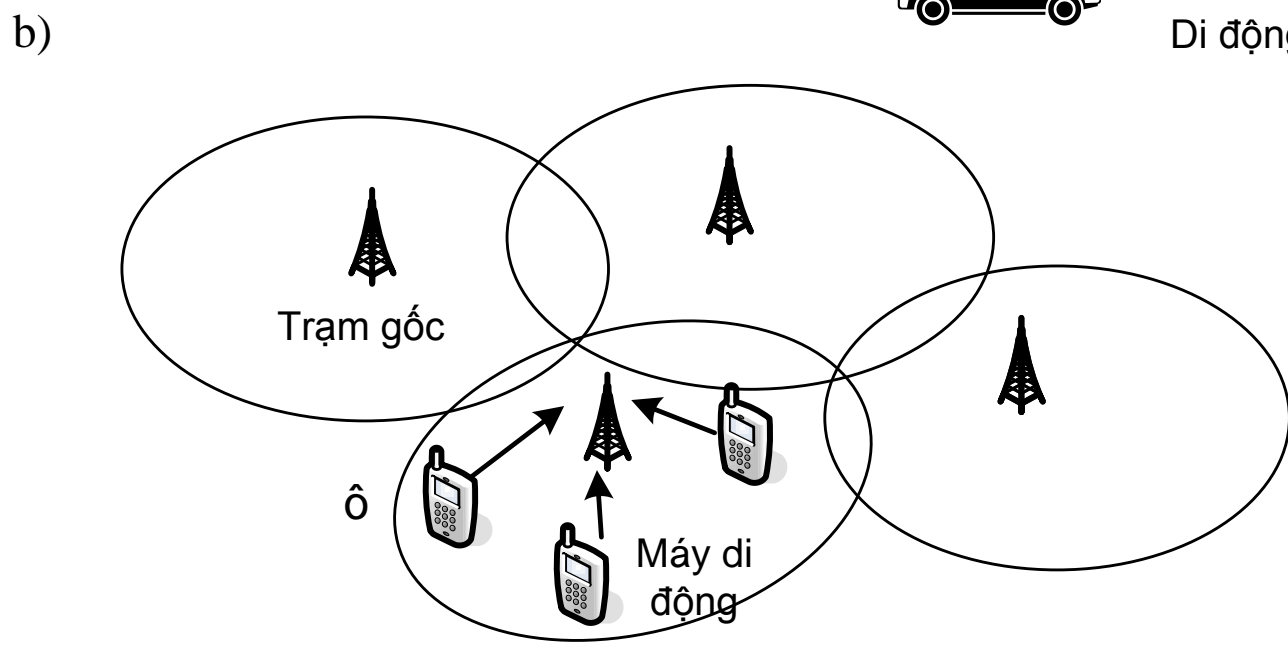 b)
Di động
Trạm gốc
ô
Máy di
động